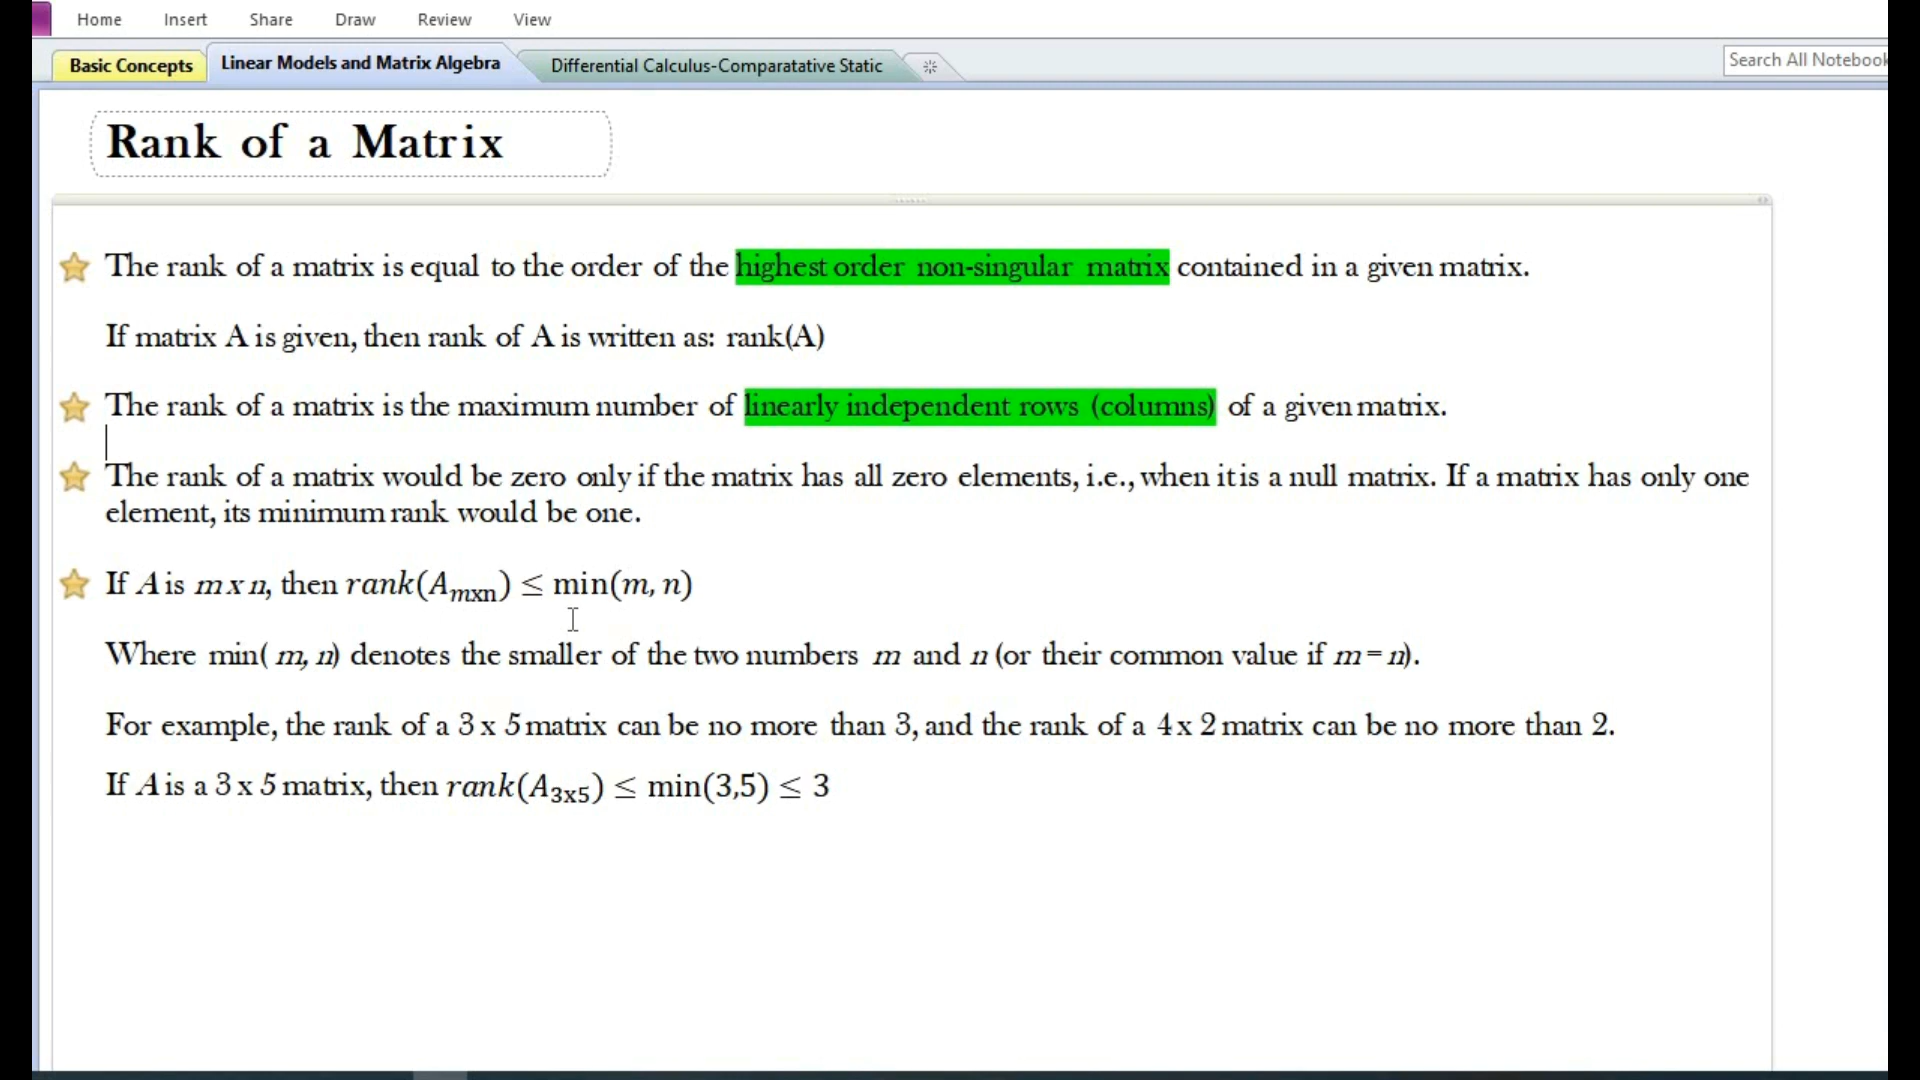 Home Insert Share Draw Review View
Basic Concepts Linear Models and Matrix Algebra Differential Calculus-Comparatative Static Search All Notebook
Rank of a Matrix
The rank of a matrix is equal to the order of the highest order non-singular matrix contained in a given matrix.
If matrix A is given, then rank of A is written as: rank(A)
The rank of a matrix is the maximum number of linearly independent rows (columns) of a given matrix.
The rank of a matrix would be zero only if the matrix has all zero elements, i.e., when it is a null matrix. If a matrix has only one
element, its minimum rank would be one.
If A is m x n, then rank(Aₘₓₙ) ≤ min(m, n)
Where min( m, n) denotes the smaller of the two numbers m and n (or their common value if m = n).
For example, the rank of a 3 x 5 matrix can be no more than 3, and the rank of a 4 x 2 matrix can be no more than 2.
If A is a 3 x 5 matrix, then rank(A₃ₓ₅) ≤ min(3,5) ≤ 3